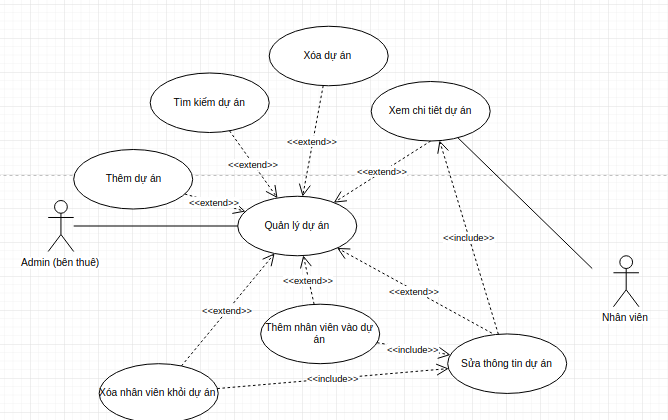 Xóa dự án
Tìm kiếm dự án
Xem chi tiết dự án
<<extend>>
<<extend>>
<<extend>>
Thêm dự án
<<extend>>
Quản lý dự án
<<include>>
Admin (bên thuê)
<<extend>>
<<extend>>
<<extend>>
Nhân viên
Thêm nhân viên vào dự
án
<<include>>
Sửa thông tin dự án
<<include>>
Xóa nhân viên khỏi dự án